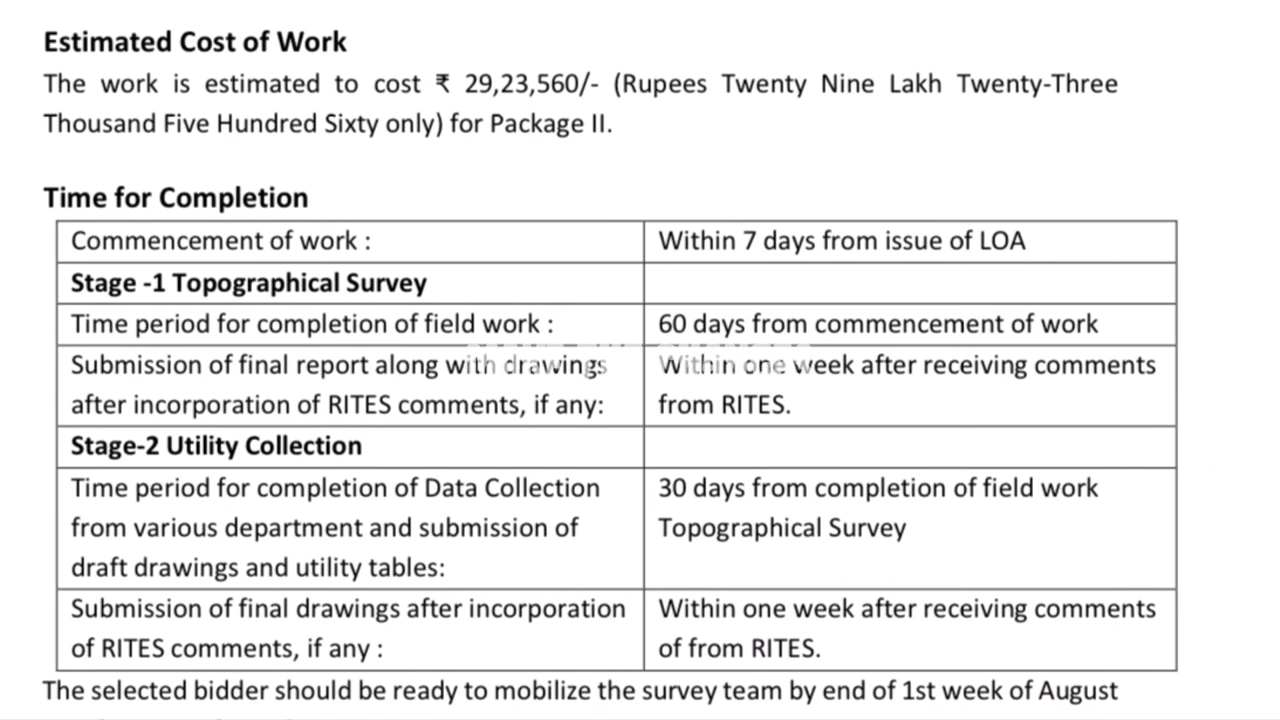 Estimated Cost of Work
The work is estimated to cost ₹ 29,23,560/- (Rupees Twenty Nine Lakh Twenty-Three
Thousand Five Hundred Sixty only) for Package II.
Time for Completion
Commencement of work :
Within 7 days from issue of LOA
Stage -1 Topographical Survey
Time period for completion of field work :
60 days from commencement of work
Submission of final report along with drawings
after incorporation of RITES comments, if any:
Within one week after receiving comments
from RITES.
Stage-2 Utility Collection
Time period for completion of Data Collection
from various department and submission of
draft drawings and utility tables:
30 days from completion of field work
Topographical Survey
Submission of final drawings after incorporation
of RITES comments, if any :
Within one week after receiving comments
of from RITES.
The selected bidder should be ready to mobilize the survey team by end of 1st week of August